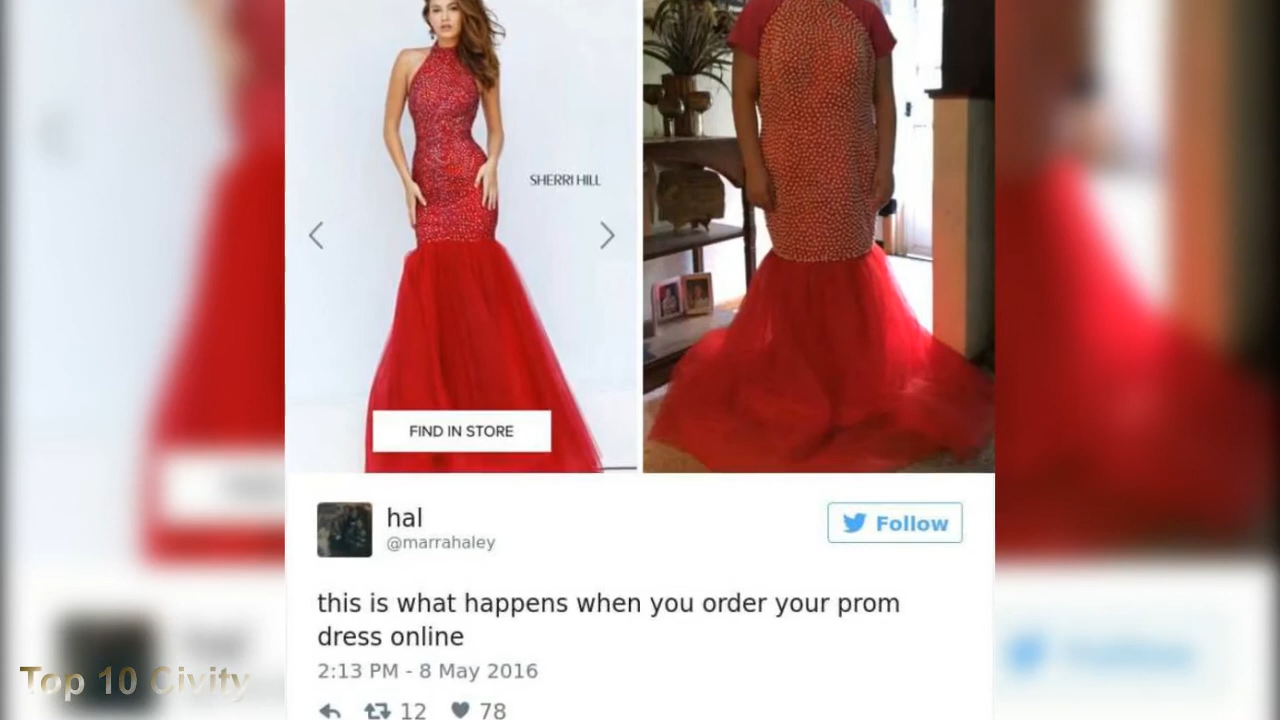 SHERRI HILL
FIND IN STORE
hal
@marrahaley
Follow
this is what happens when you order your prom
dress online
2:13 PM - 8 May 2016
12 78
Top 10 Civity